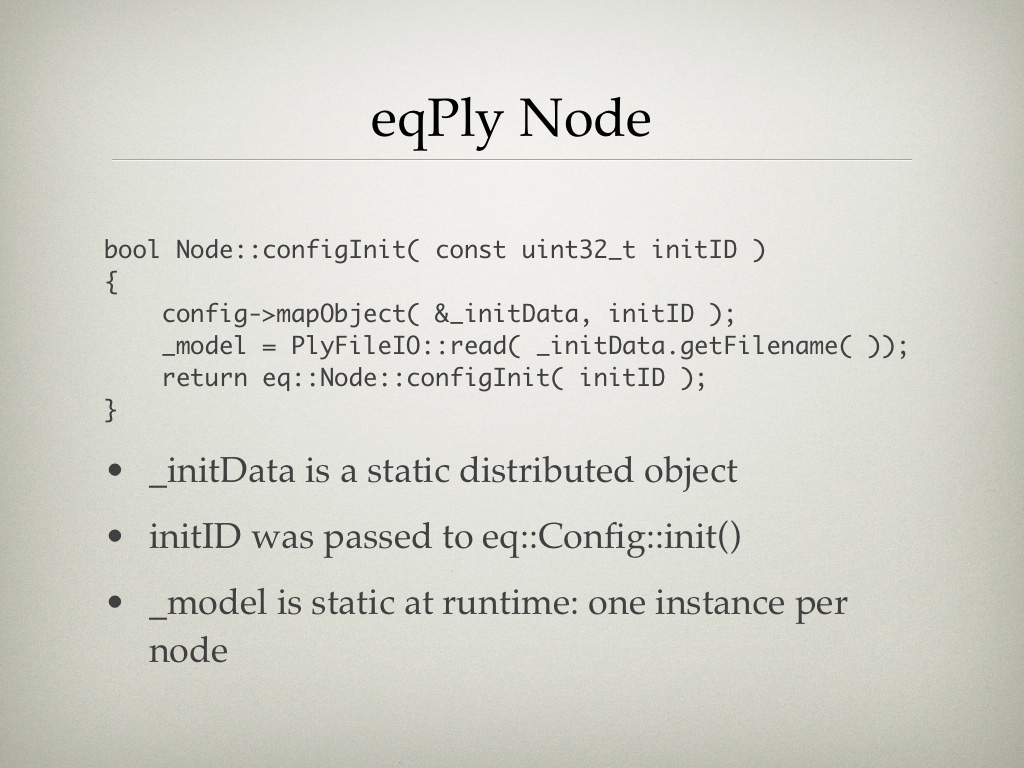 eqPly Node
bool Node::configInit( const uint32_t initID )
{
    config->mapObject( &_initData, initID );
    _model = PlyFileIO::read( _initData.getFilename( ));
    return eq::Node::configInit( initID );
}
• _initData is a static distributed object
• initID was passed to eq::Config::init()
• _model is static at runtime: one instance per
node